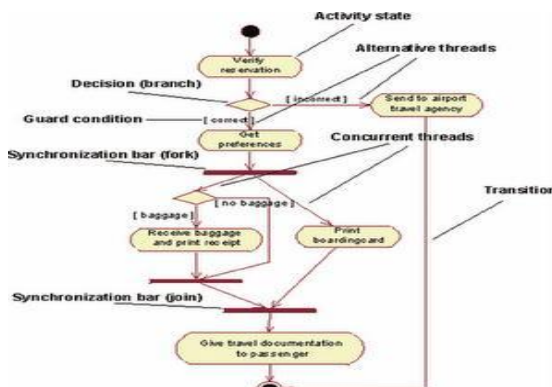 Activity state
Alternative threads
Verify
reservation
Decision (branch)
[ incorrect]
Send to airport
travel agency
Guard condition
[ correct]
Get
preferences
Concurrent threads
Synchronization bar (fork)
[ no baggage]
Transition
[ baggage]
Receive baggage
and print receipt
Print
boardingcard
Synchronization bar (join)
Give travel documentation
to passenger